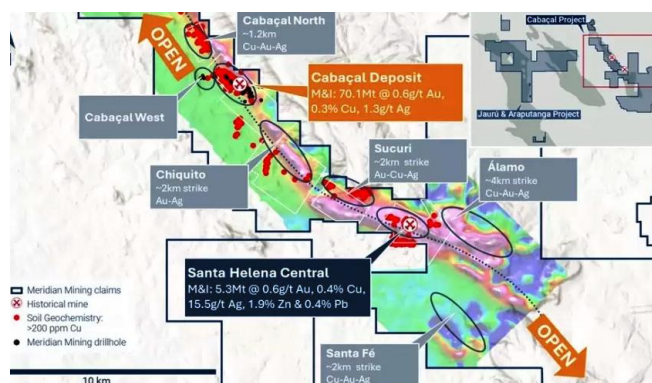 Cabaçal North
~1.2km
Cu-Au-Ag
OPEN
Cabaçal Deposit
M&I: 70.1Mt @ 0.6g/t Au,
0.3% Cu, 1.3g/t Ag
Cabaçal Project
Jaurú & Araputanga Project
Cabaçal West
Chiquito
~2km strike
Au-Ag
Sucuri
~2km strike
Au-Cu-Ag
Álamo
~4km strike
Cu-Au-Ag
Santa Helena Central
M&I: 5.3Mt @ 0.6g/t Au, 0.4% Cu,
15.5g/t Ag, 1.9% Zn & 0.4% Pb
Meridian Mining claims
Historical mine
Soil Geochemistry:
>200 ppm Cu
Meridian Mining drillhole
10 km
Santa Fé
~2km strike
Cu-Au-Ag
OPEN